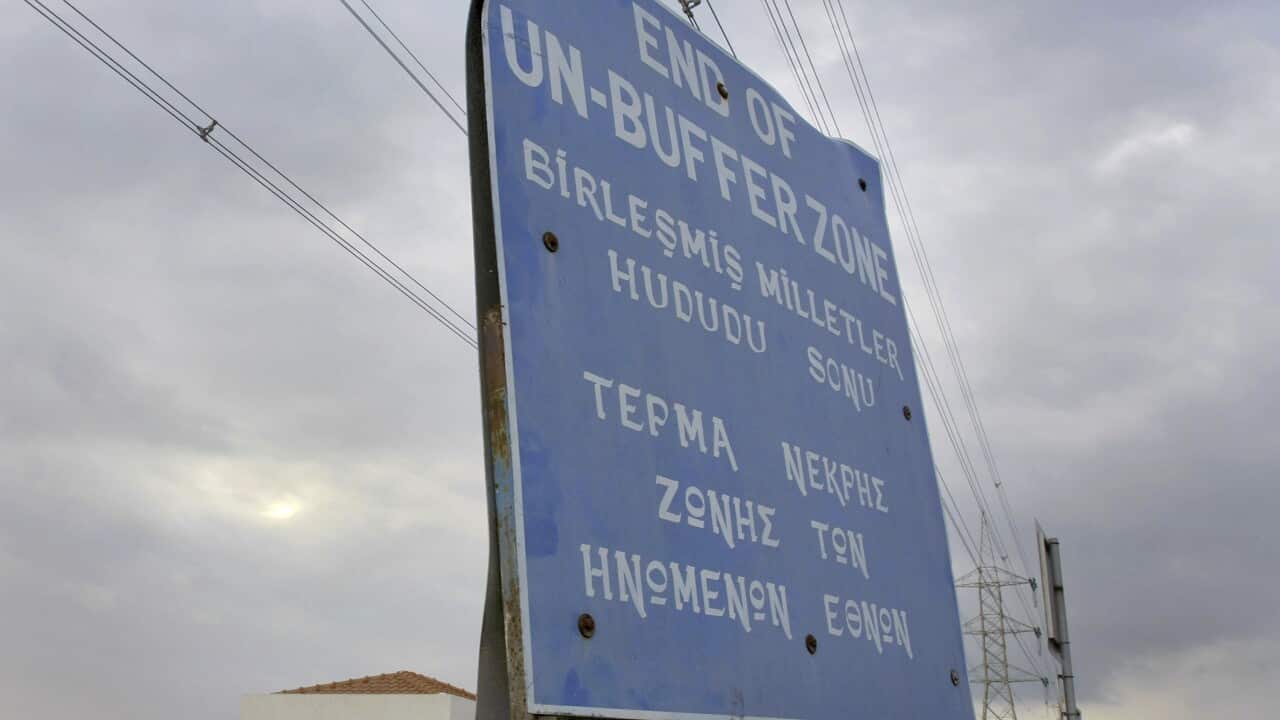 END OF
UN-BUFFER ZONE
BİRLEŞMİŞ MİLLETLER
HUDUDU SONU
ΤΕΡΜΑ ΝΕΚΡΗΣ
ΖΩΝΗΣ ΤΩΝ
ΗΝΩΜΕΝΩΝ ΕΘΝΩΝ